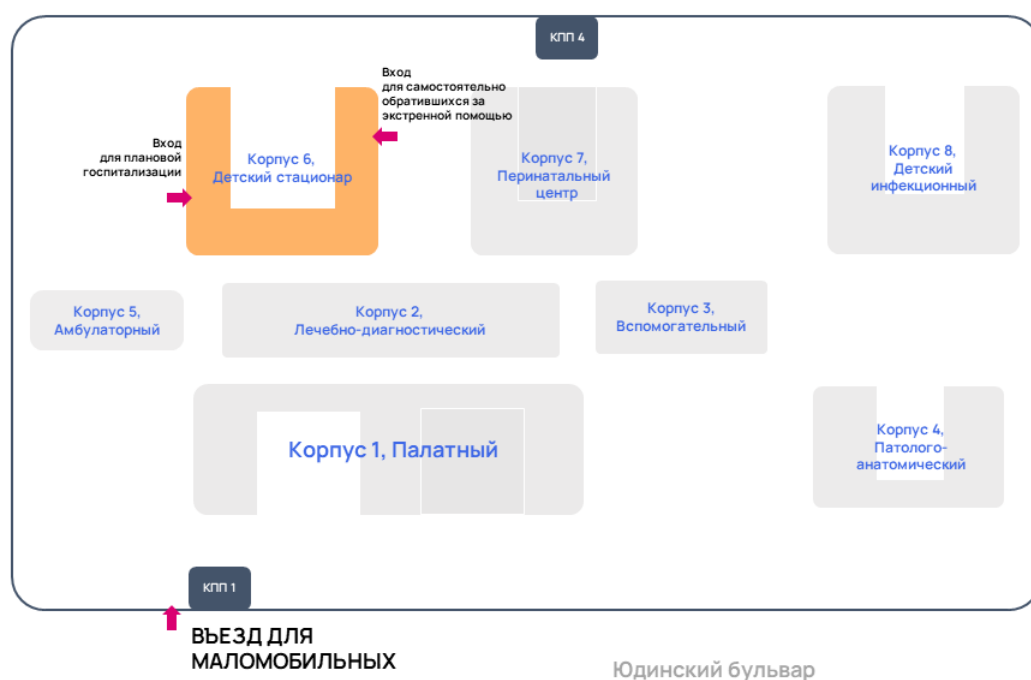 КПП 4
Вход
для самостоятельно
обратившихся за
экстренной помощью
Вход
для плановой
госпитализации
Корпус 6,
Детский стационар
Корпус 7,
Перинатальный
центр
Корпус 8,
Детский
инфекционный
Корпус 5,
Амбулаторный
Корпус 2,
Лечебно-диагностический
Корпус 3,
Вспомогательный
Корпус 1, Палатный
Корпус 4,
Патолого-
анатомический
КПП 1
ВЪЕЗД ДЛЯ
МАЛОМОБИЛЬНЫХ
Юдинский бульвар